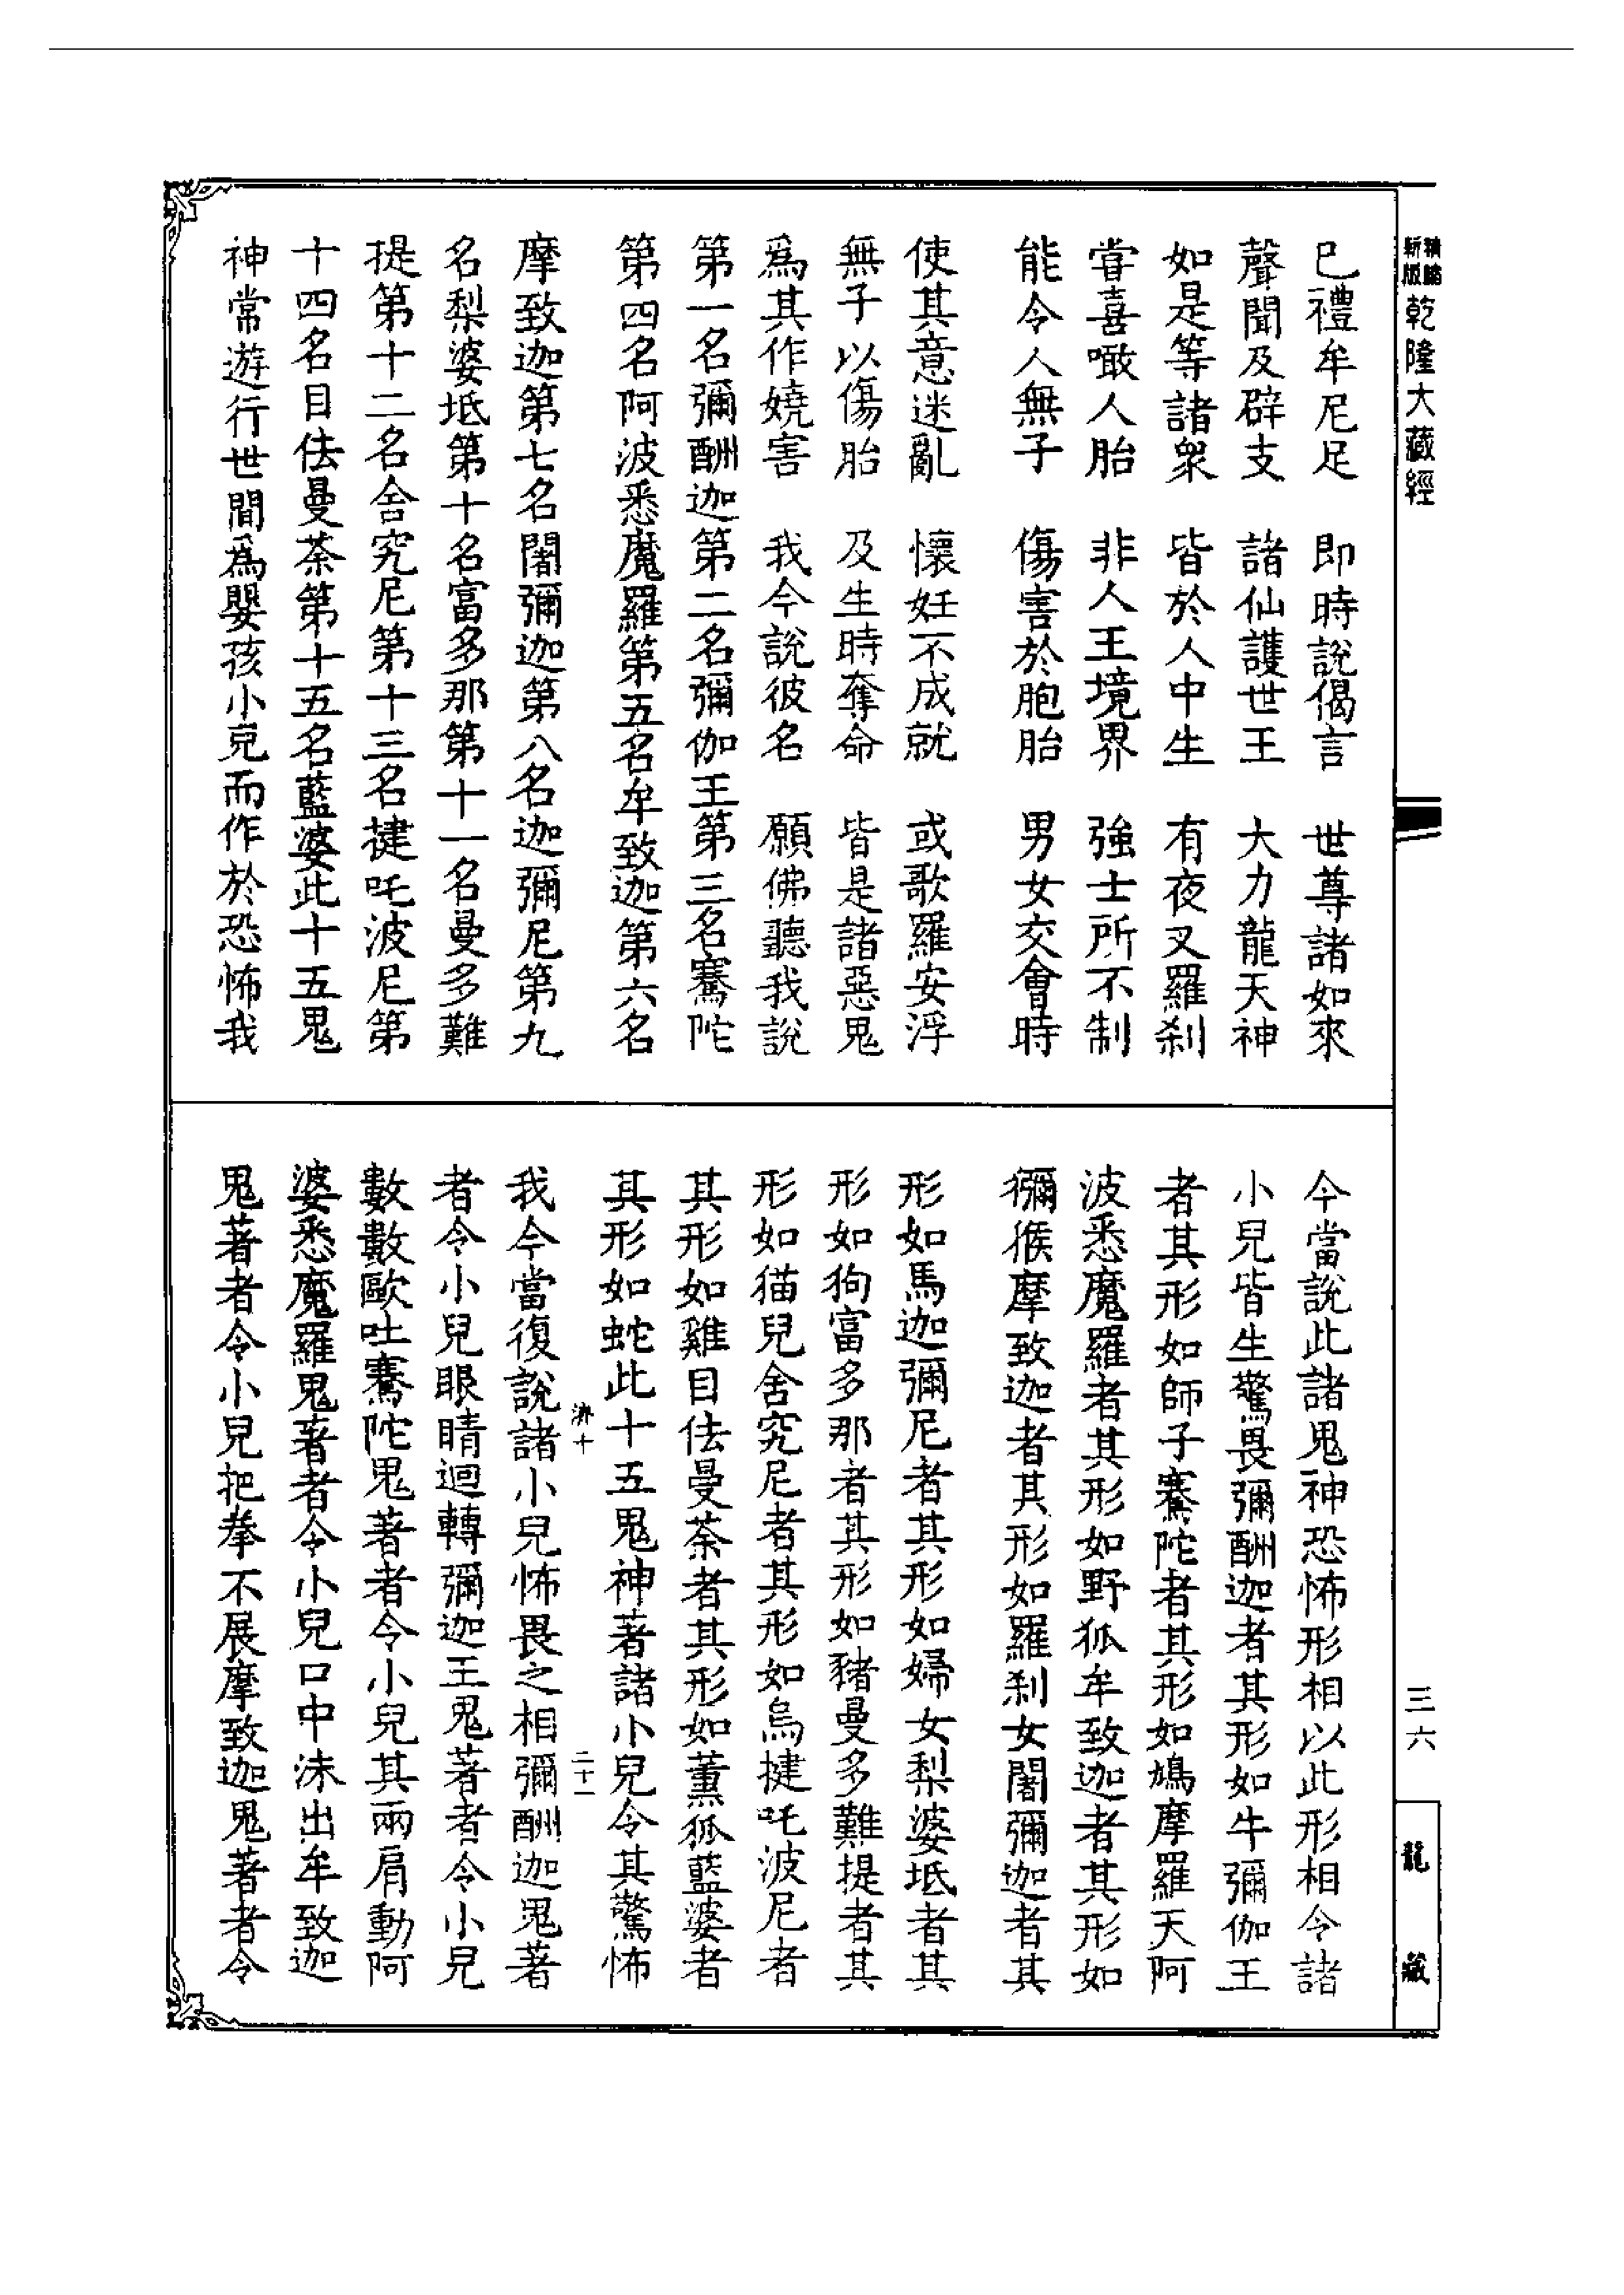 精縮新版乾隆大藏經
三六
龍藏
已禮牟尼足　即時說偈言　世尊諸如來
聲聞及辟支　諸仙護世王　大力龍天神
如是等諸衆　皆於人中生　有夜叉羅刹
甞喜噉人胎　非人王境界　強士所不制
能令人無子　傷害於胞胎　男女交會時
使其意迷亂　懷妊不成就　或歌羅安浮
無子以傷胎　及生時奪命　皆是諸惡鬼
爲其作嬈害　我今說彼名　願佛聽我說
第一名彌酬迦第二名彌伽王第三名騫陀
第四名阿波悉魔羅第五名牟致迦第六名
摩致迦第七名闍彌迦第八名迦彌尼第九
名梨婆坻第十名富多那第十一名曼多難
提第十二名舍究尼第十三名揵吒波尼第
十四名目佉曼荼第十五名藍婆此十五鬼
神常遊行世間爲嬰孩小兒而作於恐怖我
今當說此諸鬼神恐怖形相以此形相令諸
小兒皆生驚畏彌酬迦者其形如牛彌伽王
者其形如師子騫陀者其形如鳩摩羅天阿
波悉魔羅者其形如野狐牟致迦者其形如
獼猴摩致迦者其形如羅刹女闍彌迦者其
形如馬迦彌尼者其形如婦女梨婆坻者其
形如狗富多那者其形如豬曼多難提者其
形如猫兒舍究尼者其形如烏揵吒波尼者
其形如雞目佉曼荼者其形如薰狐藍婆者
其形如蛇此十五鬼神著諸小兒令其驚怖
濟十　二十一
我今當復說諸小兒怖畏之相彌酬迦鬼著
者令小兒眼睛迴轉彌迦王鬼著者令小兒
數數歐吐騫陀鬼著者令小兒其兩肩動阿
婆悉魔羅鬼著者令小兒口中沫出牟致迦
鬼著者令小兒把拳不展摩致迦鬼著者令